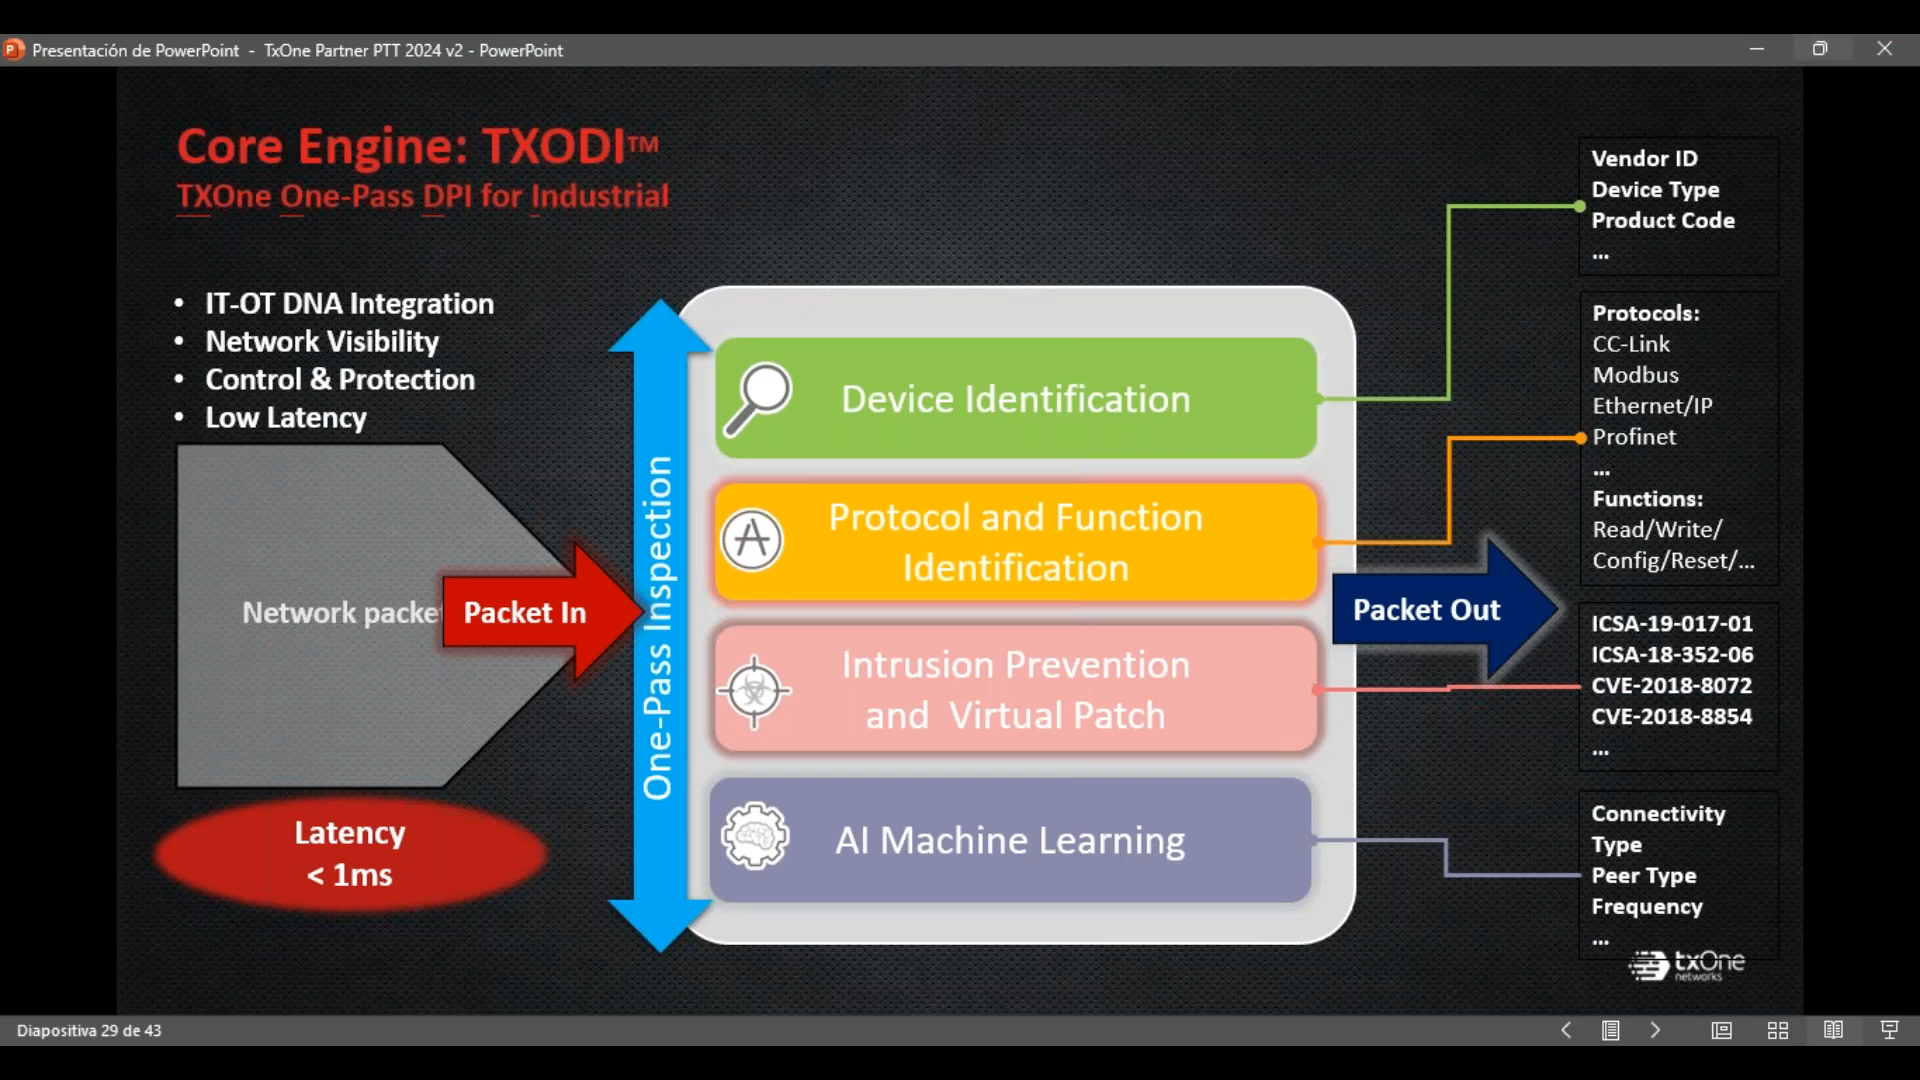 Presentación de PowerPoint - TxOne Partner PTT 2024 v2 - PowerPoint
Core Engine: TXODI™
TXOne One-Pass DPI for Industrial
• IT-OT DNA Integration
• Network Visibility
• Control & Protection
• Low Latency
Network packe
Packet In
Latency
< 1ms
One-Pass Inspection
Device Identification
Protocol and Function
Identification
Intrusion Prevention
and Virtual Patch
AI Machine Learning
Packet Out
Vendor ID
Device Type
Product Code
...
Protocols:
CC-Link
Modbus
Ethernet/IP
Profinet
...
Functions:
Read/Write/
Config/Reset/...
ICSA-19-017-01
ICSA-18-352-06
CVE-2018-8072
CVE-2018-8854
...
Connectivity
Type
Peer Type
Frequency
...
txOne
networks
Diapositiva 29 de 43